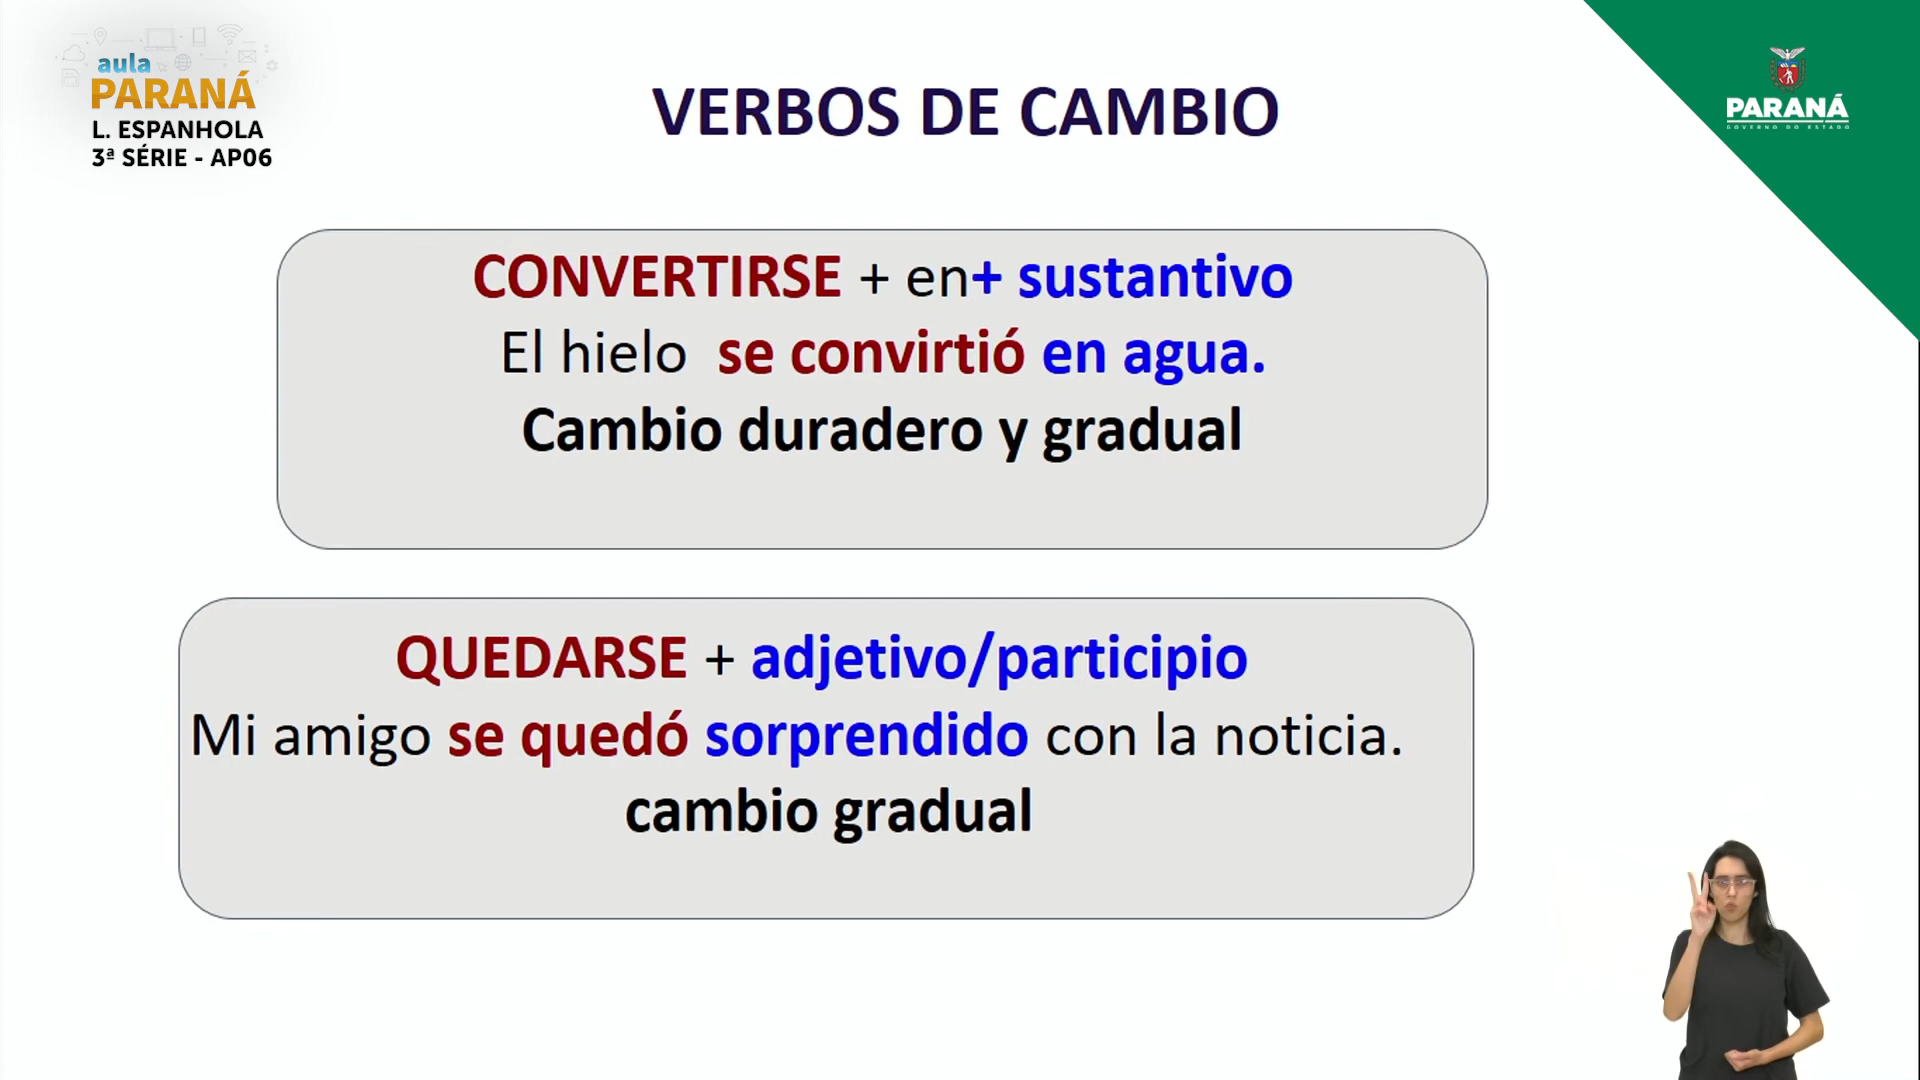 aula
PARANÁ
L. ESPANHOLA
3ª SÉRIE - AP06
VERBOS DE CAMBIO
PARANÁ
GOVERNO DO ESTADO
CONVERTIRSE + en+ sustantivo
El hielo se convirtió en agua.
Cambio duradero y gradual
QUEDARSE + adjetivo/participio
Mi amigo se quedó sorprendido con la noticia.
cambio gradual